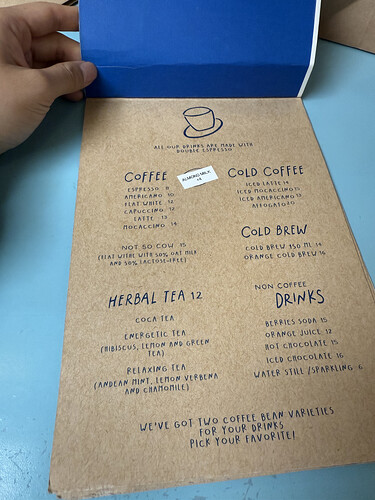 ALL OUR DRINKS ARE MADE WITH
DOUBLE ESPRESSO
COFFEE
ESPRESSO 8
AMERICANO 10
FLAT WHITE 12
CAPUCCINO 12
LATTE 13
MOCACCINO 14
ALMOND MILK
NOT SO COW 15
(FLAT WHITE WITH 50% OAT MILK
AND 50% LACTOSE-FREE)
HERBAL TEA 12
COCA TEA
ENERGETIC TEA
(HIBISCUS, LEMON AND GREEN
TEA)
RELAXING TEA
(ANDEAN MINT, LEMON VERBENA
AND CHAMOMILE)
COLD COFFEE
ICED LATTE 14
ICED MOCACCINO 15
ICED AMERICANO 12
AFFOGATO 20
COLD BREW
COLD BREW 350 ML 14
ORANGE COLD BREW 16
NON COFFEE
DRINKS
BERRIES SODA 15
ORANGE JUICE 12
HOT CHOCOLATE 15
ICED CHOCOLATE 16
WATER STILL /SPARKLING 6
WE'VE GOT TWO COFFEE BEAN VARIETIES
FOR YOUR DRINKS
PICK YOUR FAVORITE!